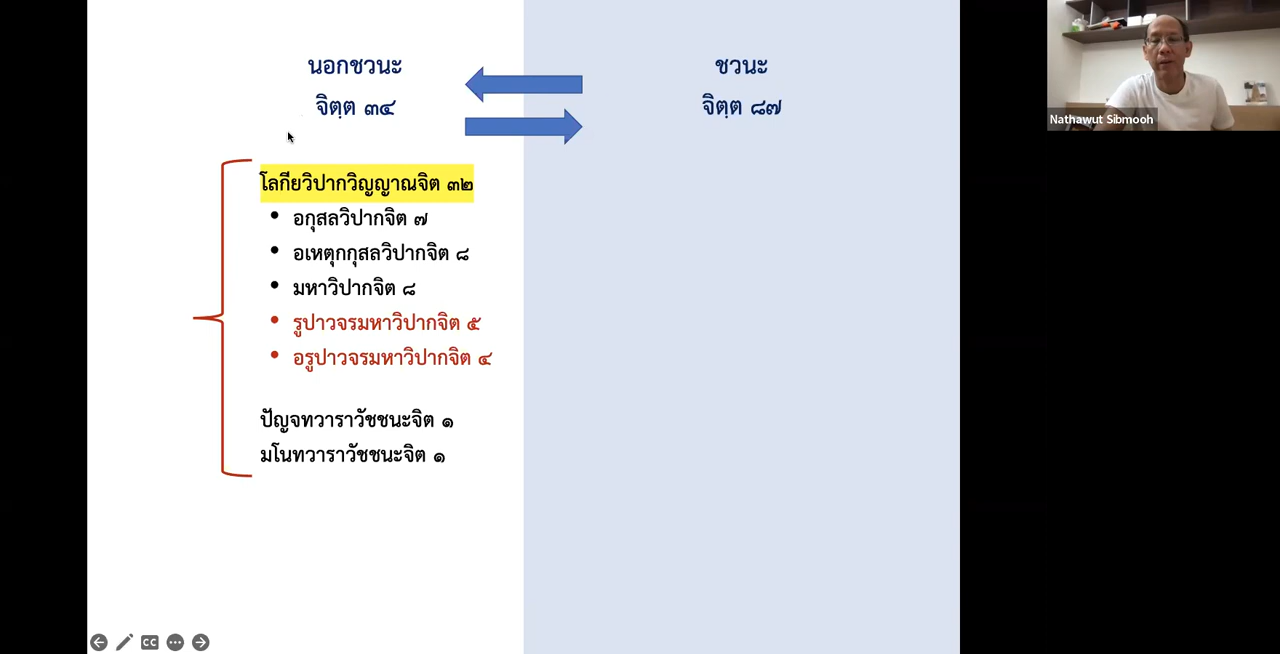 นอกชวนะ
จิตฺต ๓๔
ชวนะ
จิตฺต ๘๗
โลกียวิปากวิญญาณจิต ๓๒
• อกุสลวิปากจิต ๗
• อเหตุกกุสลวิปากจิต ๘
• มหาวิปากจิต ๘
• รูปาวจรมหาวิปากจิต ๕
• อรูปาวจรมหาวิปากจิต ๔
ปัญจทวาราวัชชนะจิต ๑
มโนทวาราวัชชนะจิต ๑
Nathawut Sibmooh
CC